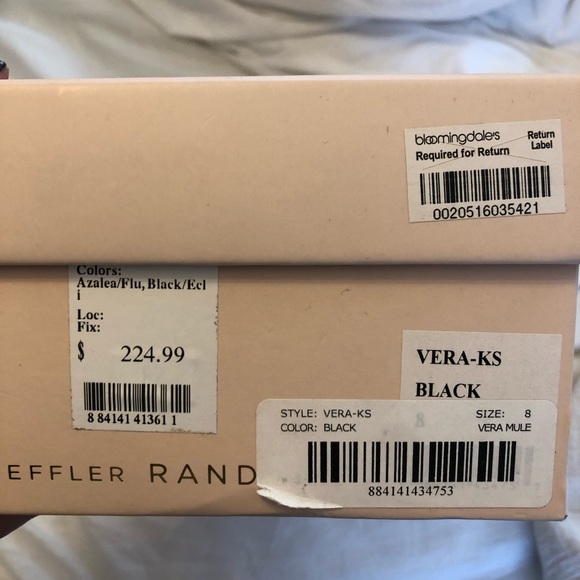 bloomingdale's Return
Required for Return Label
0020516035421
Colors:
Azalea/Flu, Black/Ecl
i
Loc:
Fix:
$ 224.99
8 84141 41361 1
VERA-KS
BLACK
8
STYLE: VERA-KS SIZE: 8
COLOR: BLACK VERA MULE
884141434753
EFFLER RAND